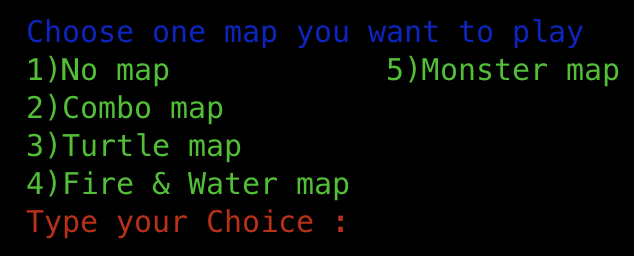 Choose one map you want to play
1)No map            5)Monster map
2)Combo map
3)Turtle map
4)Fire & Water map
Type your Choice :